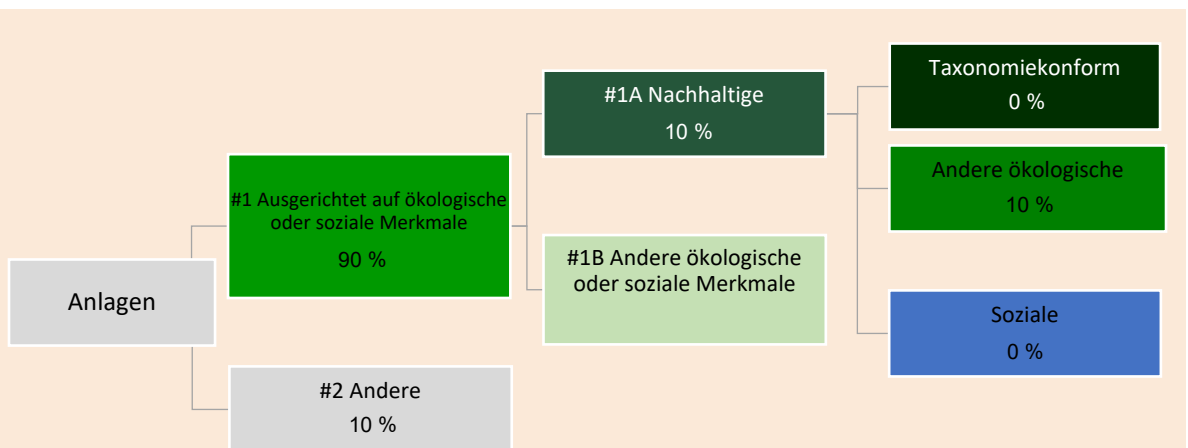 Anlagen
#1 Ausgerichtet auf ökologische
oder soziale Merkmale
90 %
#2 Andere
10 %
#1A Nachhaltige
10 %
#1B Andere ökologische
oder soziale Merkmale
Taxonomiekonform
0 %
Andere ökologische
10 %
Soziale
0 %